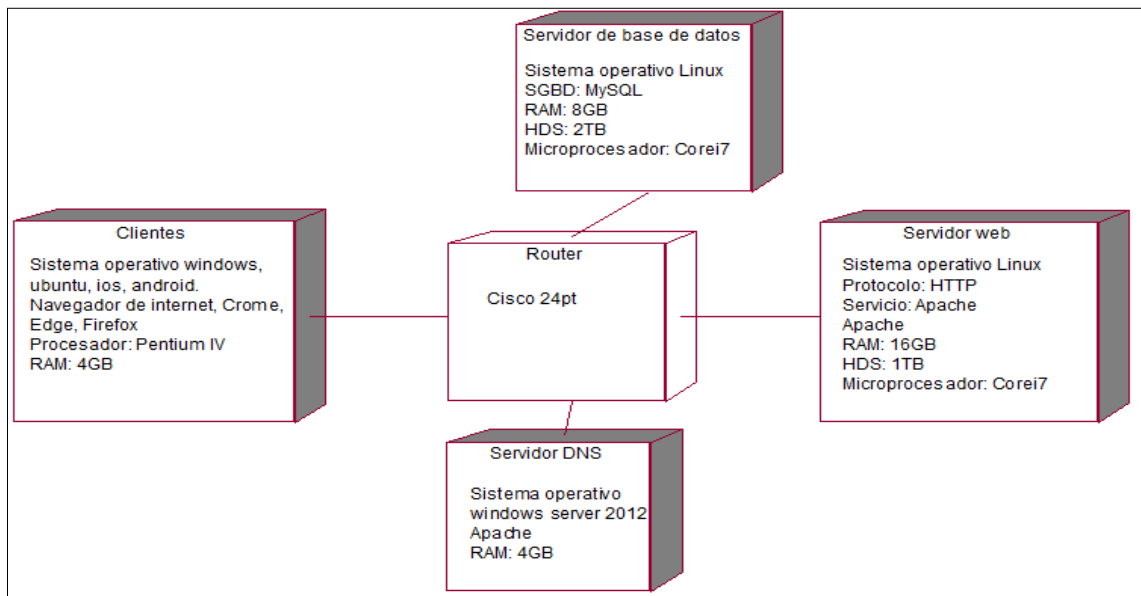 Servidor de base de datos
Sistema operativo Linux
SGBD: MySQL
RAM: 8GB
HDS: 2TB
Microprocesador: Corei7
Clientes
Sistema operativo windows,
ubuntu, ios, android.
Navegador de internet, Crome,
Edge, Firefox
Procesador: Pentium IV
RAM: 4GB
Router
Cisco 24pt
Servidor web
Sistema operativo Linux
Protocolo: HTTP
Servicio: Apache
Apache
RAM: 16GB
HDS: 1TB
Microprocesador: Corei7
Servidor DNS
Sistema operativo
windows server 2012
Apache
RAM: 4GB